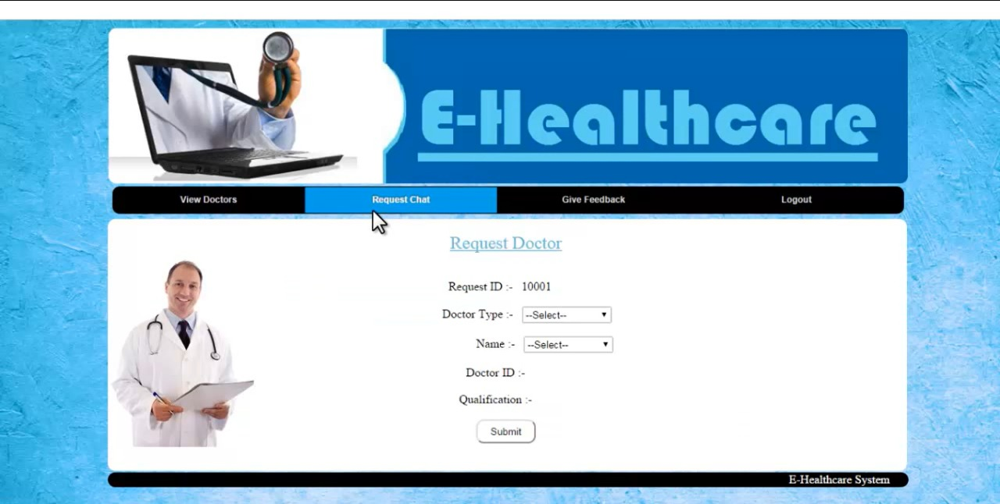 E-Healthcare
View Doctors Request Chat Give Feedback Logout
Request Doctor
Request ID :- 10001
Doctor Type :- --Select--
Name :- --Select--
Doctor ID :-
Qualification :-
Submit
E-Healthcare System